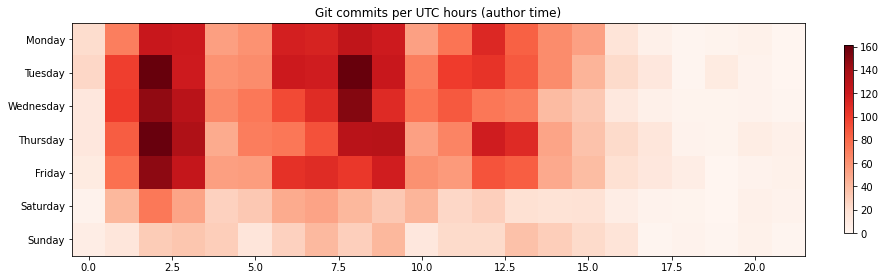 Git commits per UTC hours (author time)
Monday
Tuesday
Wednesday
Thursday
Friday
Saturday
Sunday
0.0 2.5 5.0 7.5 10.0 12.5 15.0 17.5 20.0
160
140
120
100
80
60
40
20
0